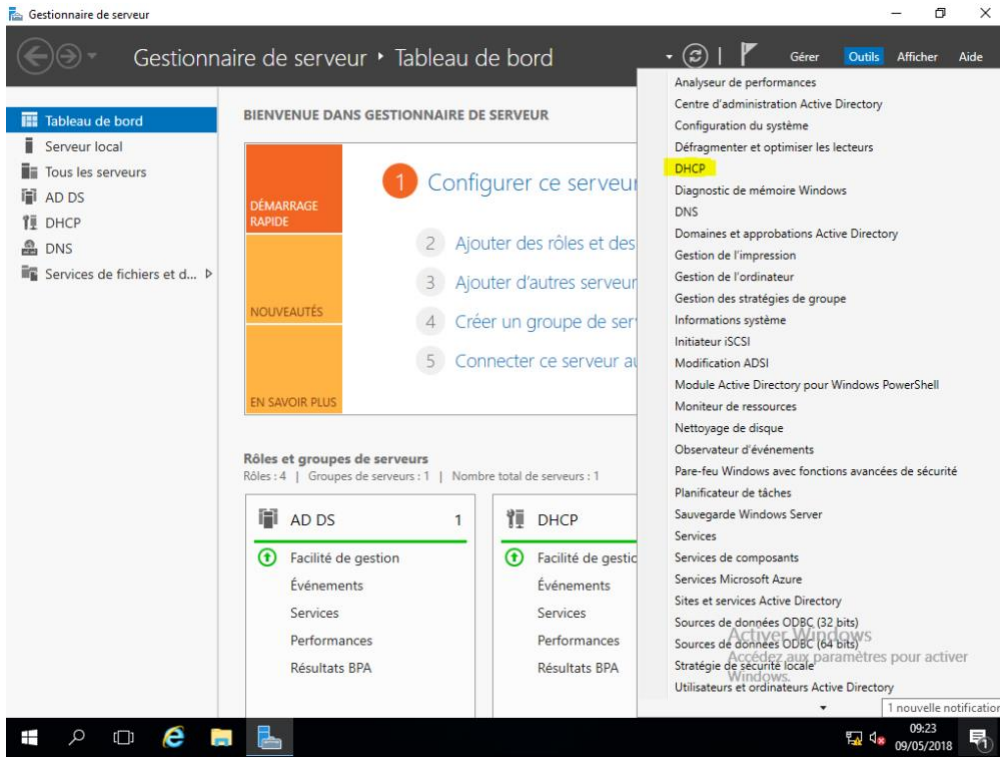 Gestionnaire de serveur
Gestionnaire de serveur ‣ Tableau de bord
Gérer
Outils
Afficher
Aide
Tableau de bord
Serveur local
Tous les serveurs
AD DS
DHCP
DNS
Services de fichiers et d...
BIENVENUE DANS GESTIONNAIRE DE SERVEUR
DÉMARRAGE
RAPIDE
NOUVEAUTÉS
EN SAVOIR PLUS
1 Configurer ce serveur
2 Ajouter des rôles et des
3 Ajouter d'autres serveur
4 Créer un groupe de ser
5 Connecter ce serveur au
Rôles et groupes de serveurs
Rôles : 4 | Groupes de serveurs : 1 | Nombre total de serveurs : 1
AD DS 1
Facilité de gestion
Événements
Services
Performances
Résultats BPA
DHCP
Facilité de gestic
Événements
Services
Performances
Résultats BPA
Analyseur de performances
Centre d'administration Active Directory
Configuration du système
Défragmenter et optimiser les lecteurs
DHCP
Diagnostic de mémoire Windows
DNS
Domaines et approbations Active Directory
Gestion de l'impression
Gestion de l'ordinateur
Gestion des stratégies de groupe
Informations système
Initiateur iSCSI
Modification ADSI
Module Active Directory pour Windows PowerShell
Moniteur de ressources
Nettoyage de disque
Observateur d'événements
Pare-feu Windows avec fonctions avancées de sécurité
Planificateur de tâches
Sauvegarde Windows Server
Services
Services de composants
Services Microsoft Azure
Sites et services Active Directory
Sources de données ODBC (32 bits)
Sources de données ODBC (64 bits)
Stratégie de sécurité locale
Utilisateurs et ordinateurs Active Directory
Activer Windows
Accédez aux paramètres pour activer
Windows.
1 nouvelle notification
09:23
09/05/2018
1